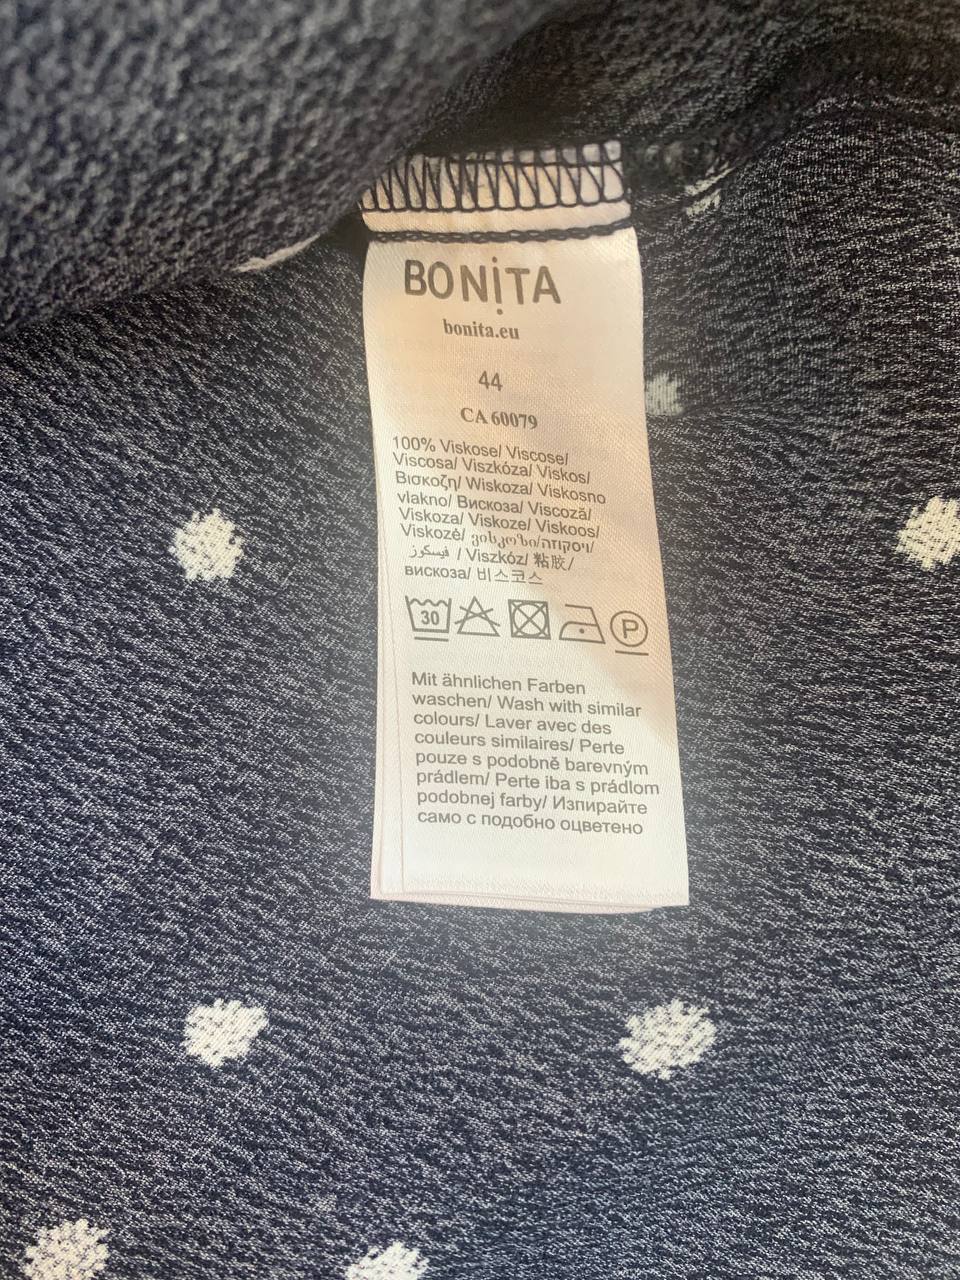 BONiTA
bonita.eu
44
CA 60079
100% Viskose/ Viscose/
Viscosa/ Viszkóza/ Viskos/
Βισκοζη/ Wiskoza/ Viskosno
vlakno/ Вискоза/ Viscoză/
Viskoza/ Viskoze/ Viskoos/
Viskozė/ ვისკოზა/ויסקוזה/
فيسكوز / Viszkóz/ 粘胶/
вискоза/ 비스코스
30
P
Mit ähnlichen Farben
waschen/ Wash with similar
colours/ Laver avec des
couleurs similaires/ Perte
pouze s podobně barevným
prádlem/ Perte iba s prádlom
podobnej farby/ Изпирайте
само с подобно оцветено